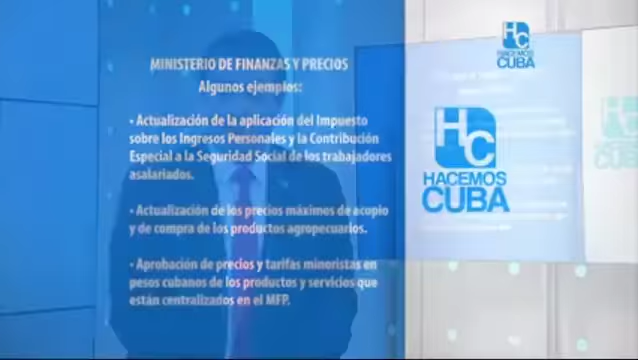 HC
HACEMOS
CUBA
MINISTERIO DE FINANZAS Y PRECIOS
Algunos ejemplos:
• Actualización de la aplicación del Impuesto
sobre los Ingresos Personales y la Contribución
Especial a la Seguridad Social de los trabajadores
asalariados.
• Actualización de los precios máximos de acopio
y de compra de los productos agropecuarios.
• Aprobación de precios y tarifas minoristas en
pesos cubanos de los productos y servicios que
están centralizados en el MFP.
HC
HACEMOS
CUBA
HACEMOS
CUBA